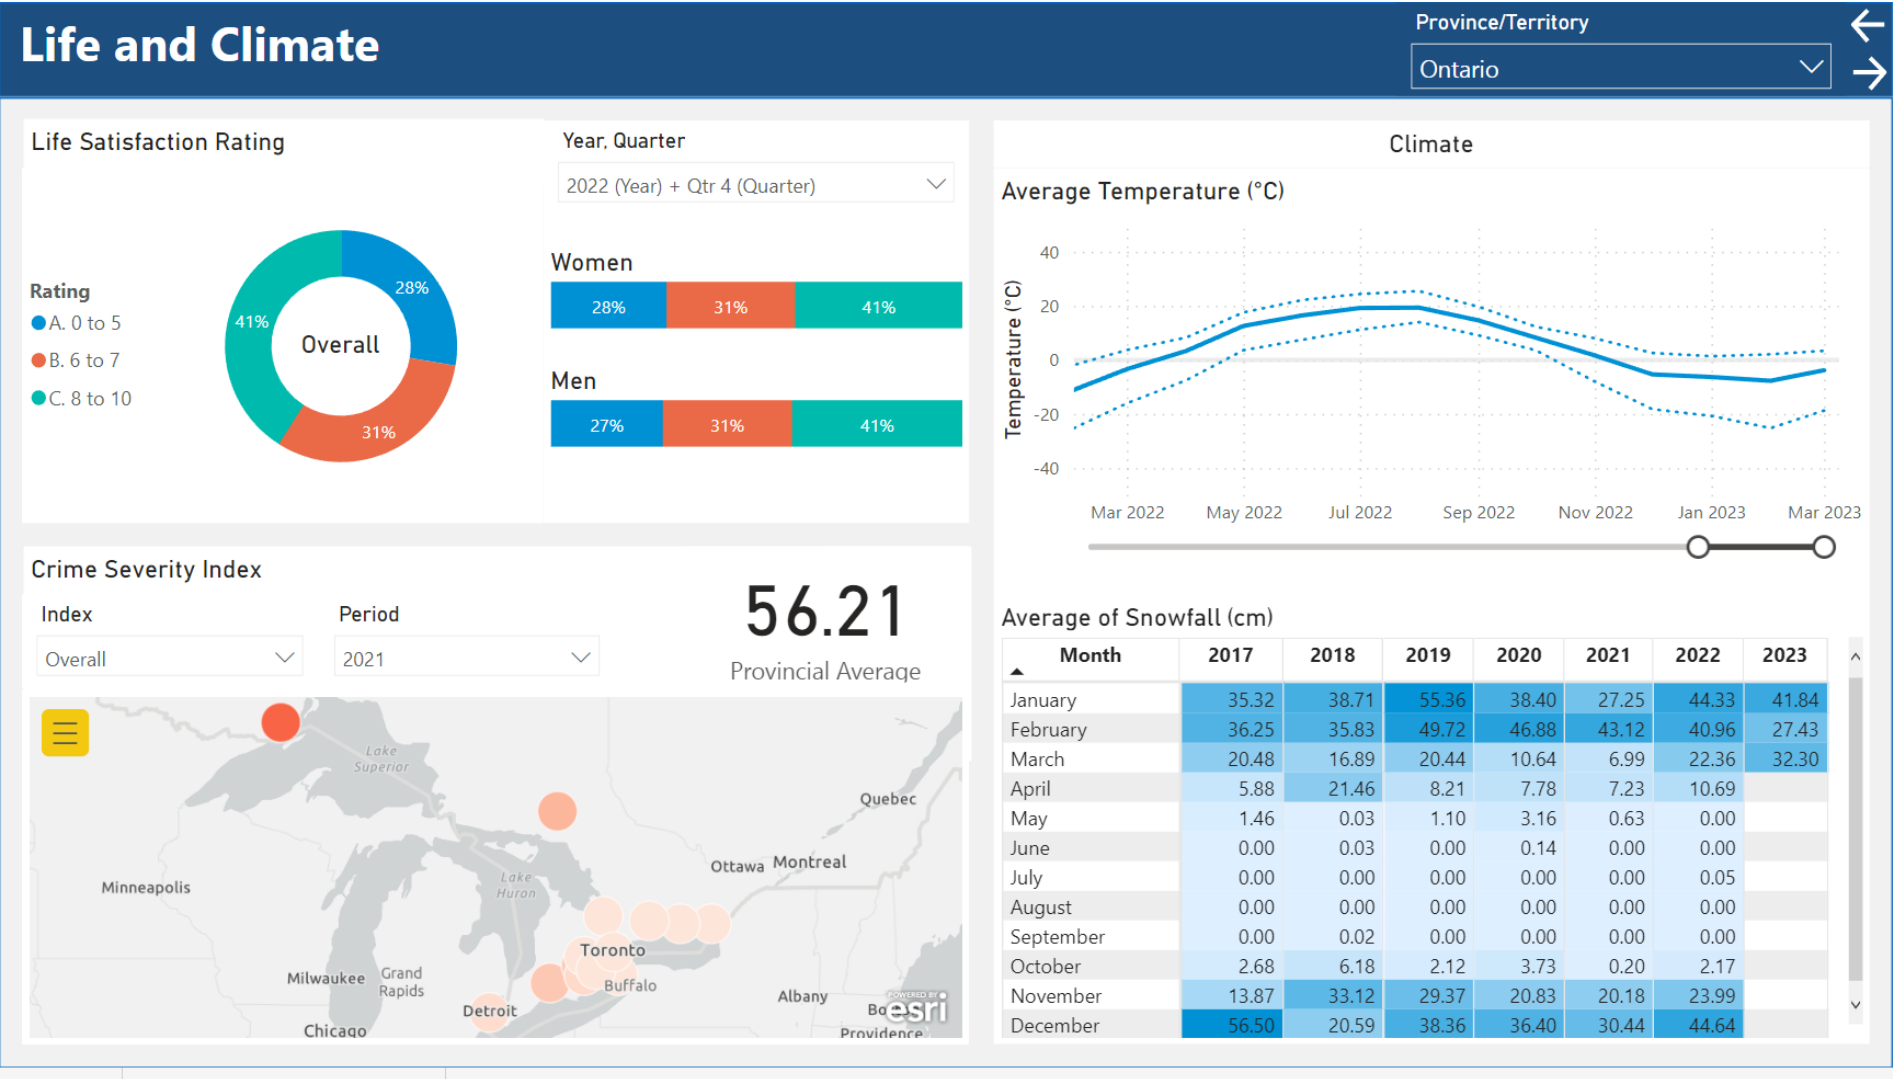 Life and Climate
Province/Territory
Ontario
Life Satisfaction Rating
Year, Quarter
2022 (Year) + Qtr 4 (Quarter)
Rating
A. 0 to 5
B. 6 to 7
C. 8 to 10
28%
41%
Overall
31%
Women
28% 31% 41%
Men
27% 31% 41%
Climate
Average Temperature (°C)
Temperature (°C)
40
20
0
-20
-40
Mar 2022 May 2022 Jul 2022 Sep 2022 Nov 2022 Jan 2023 Mar 2023
Crime Severity Index
Index
Overall
Period
2021
56.21
Provincial Average
Lake
Superior
Quebec
Ottawa Montreal
Minneapolis
Lake
Huron
Toronto
Milwaukee
Grand
Rapids
Buffalo
Detroit
Albany
Chicago
Providence
POWERED BY
esri
Average of Snowfall (cm)
Month 2017 2018 2019 2020 2021 2022 2023
January 35.32 38.71 55.36 38.40 27.25 44.33 41.84
February 36.25 35.83 49.72 46.88 43.12 40.96 27.43
March 20.48 16.89 20.44 10.64 6.99 22.36 32.30
April 5.88 21.46 8.21 7.78 7.23 10.69
May 1.46 0.03 1.10 3.16 0.63 0.00
June 0.00 0.03 0.00 0.14 0.00 0.00
July 0.00 0.00 0.00 0.00 0.00 0.05
August 0.00 0.00 0.00 0.00 0.00 0.00
September 0.00 0.02 0.00 0.00 0.00 0.00
October 2.68 6.18 2.12 3.73 0.20 2.17
November 13.87 33.12 29.37 20.83 20.18 23.99
December 56.50 20.59 38.36 36.40 30.44 44.64